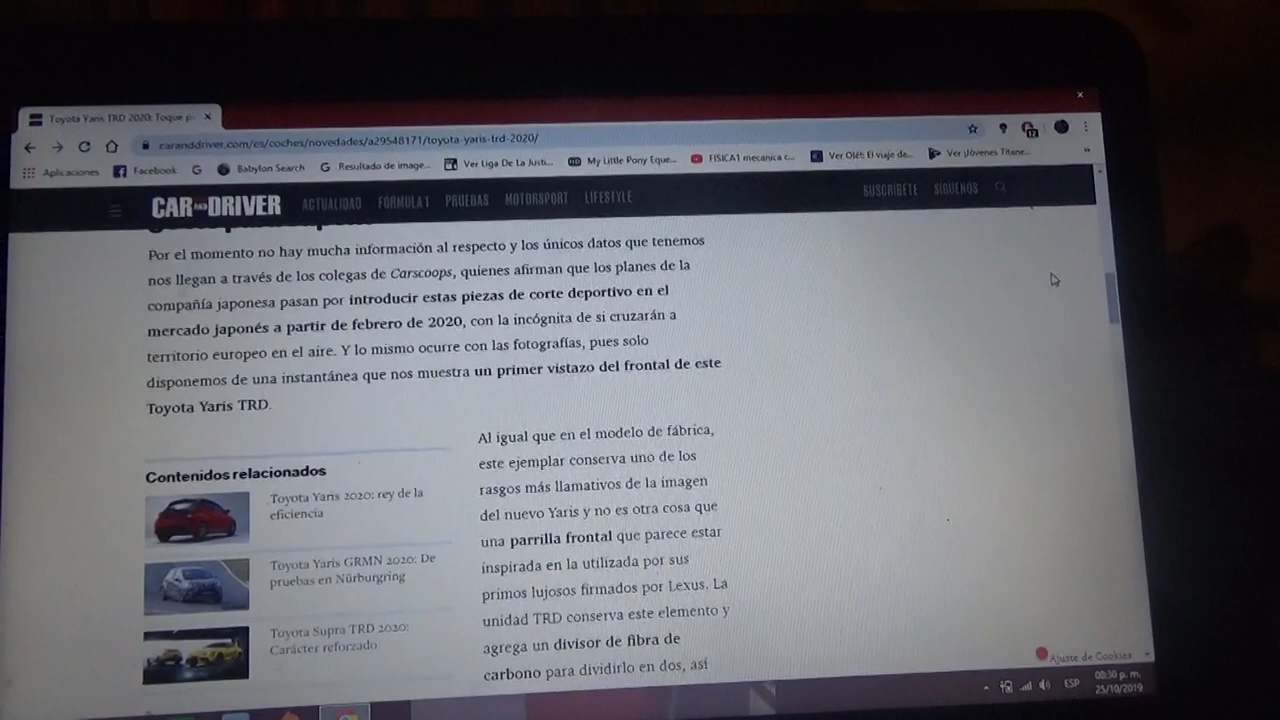 Toyota Yaris TRD 2020: Toque p
caranddriver.com/es/coches/novedades/a29548171/toyota-yaris-trd-2020/
Aplicaciones Facebook Babylon Search Resultado de image... Ver Liga De La Justi... My Little Pony Eque... FISICA1 mecanica c... Ver Olét: El viaje de... Ver Jóvenes Titane... »
CAR AND DRIVER ACTUALIDAD FÓRMULA 1 PRUEBAS MOTORSPORT LIFESTYLE SUSCRÍBETE SÍGUENOS
Por el momento no hay mucha información al respecto y los únicos datos que tenemos
nos llegan a través de los colegas de Carscoops, quienes afirman que los planes de la
compañía japonesa pasan por introducir estas piezas de corte deportivo en el
mercado japonés a partir de febrero de 2020, con la incógnita de si cruzarán a
territorio europeo en el aire. Y lo mismo ocurre con las fotografías, pues solo
disponemos de una instantánea que nos muestra un primer vistazo del frontal de este
Toyota Yaris TRD.
Contenidos relacionados
Toyota Yaris 2020: rey de la
eficiencia
Toyota Yaris GRMN 2020: De
pruebas en Nürburgring
Toyota Supra TRD 2020:
Carácter reforzado
Al igual que en el modelo de fábrica,
este ejemplar conserva uno de los
rasgos más llamativos de la imagen
del nuevo Yaris y no es otra cosa que
una parrilla frontal que parece estar
inspirada en la utilizada por sus
primos lujosos firmados por Lexus. La
unidad TRD conserva este elemento y
agrega un divisor de fibra de
carbono para dividirlo en dos, así
Ajuste de Cookies
ESP
08:30 p. m.
25/10/2019